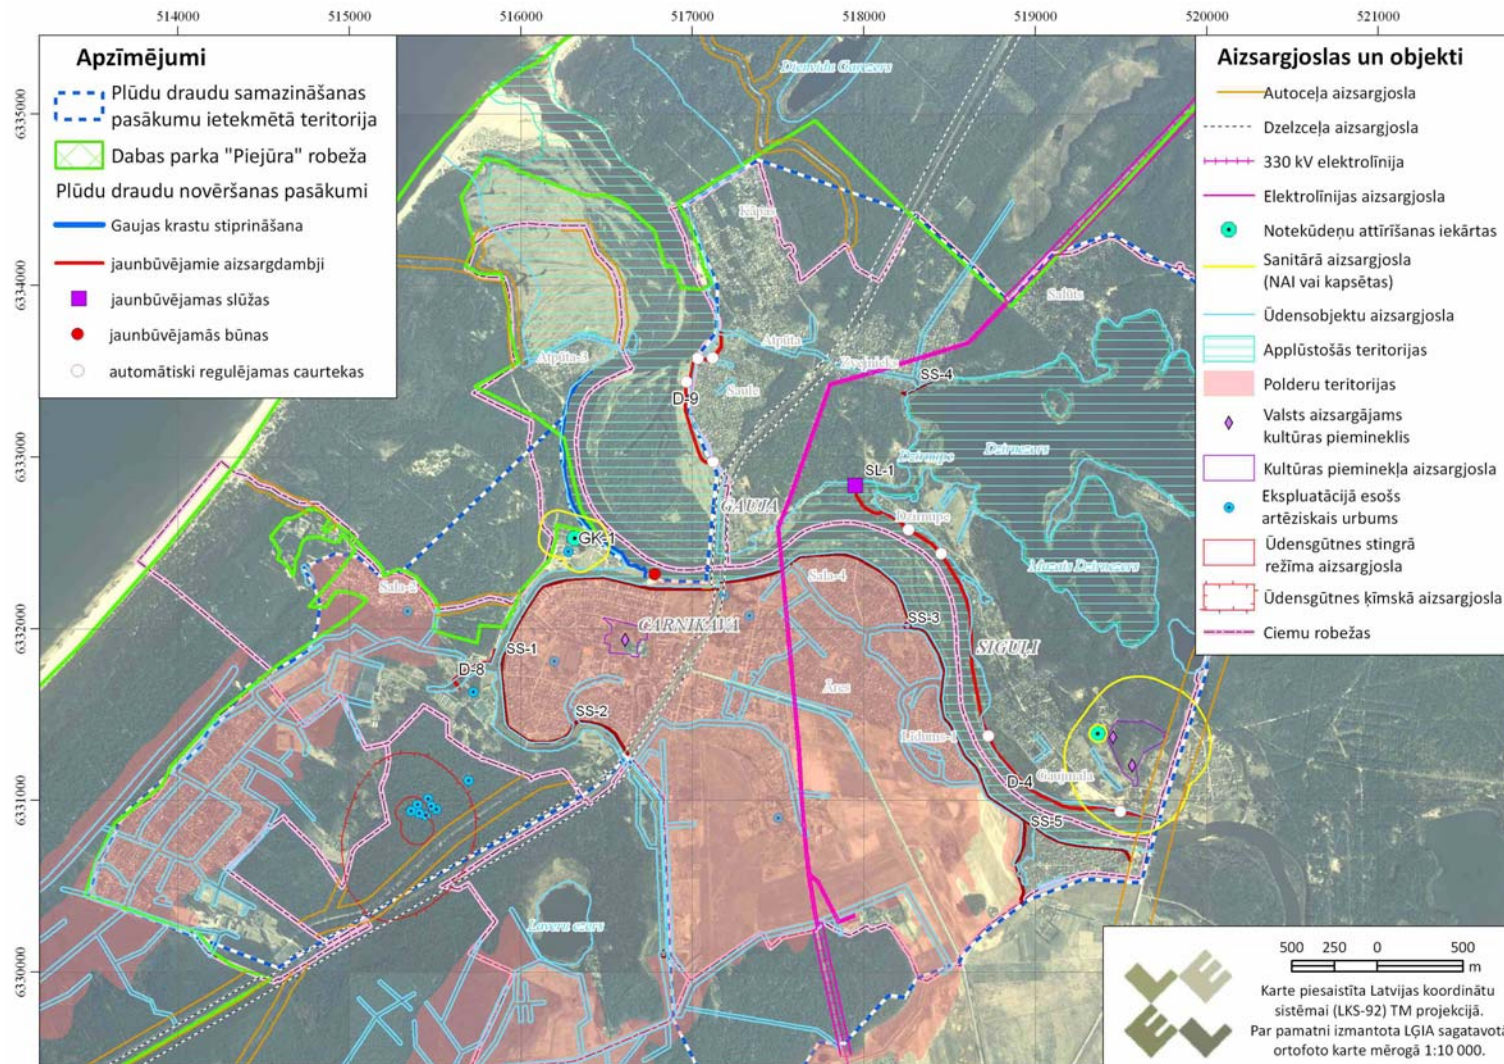 514000
515000
516000
517000
518000
519000
520000
521000
6335000
6334000
6333000
6332000
6331000
6330000
Apzīmējumi
Plūdu draudu samazināšanas
pasākumu ietekmētā teritorija
Dabas parka "Piejūra" robeža
Plūdu draudu novēršanas pasākumi
Gaujas krastu stiprināšana
jaunbūvējamie aizsargdambji
jaunbūvējamas slūžas
jaunbūvējamās būnas
automātiski regulējamas caurtekas
Aizsargjoslas un objekti
Autoceļa aizsargjosla
Dzelzceļa aizsargjosla
330 kV elektrolīnija
Elektrolīnijas aizsargjosla
Notekūdeņu attīrīšanas iekārtas
Sanitārā aizsargjosla
(NAI vai kapsētas)
Ūdensobjektu aizsargjosla
Applūstošās teritorijas
Polderu teritorijas
Valsts aizsargājams
kultūras piemineklis
Kultūras pieminekļa aizsargjosla
Ekspluatācijā esošs
artēziskais urbums
Ūdensgūtnes stingrā
režīma aizsargjosla
Ūdensgūtnes ķīmskā aizsargjosla
Ciemu robežas
Dienvidu Garezers
Kāpas
Salūts
Atpūta-3
Atpūta
Zvejnieks
SS-4
Saule
D-9
Dzirnupe
Dzirnezers
SL-1
GAUJA
Dzirnupe
GK-1
Mazais Dzirnezers
Sala-2
Sala-4
CARNIKAVA
SS-3
SS-1
SIGUĻI
D-8
Āres
SS-2
Līdums-1
D-4
Gaujmala
SS-5
Laveru ezers
500 250 0 500
m
Karte piesaistīta Latvijas koordinātu
sistēmai (LKS-92) TM projekcijā.
Par pamatni izmantota LĢIA sagatavotā
ortofoto karte mērogā 1:10 000.